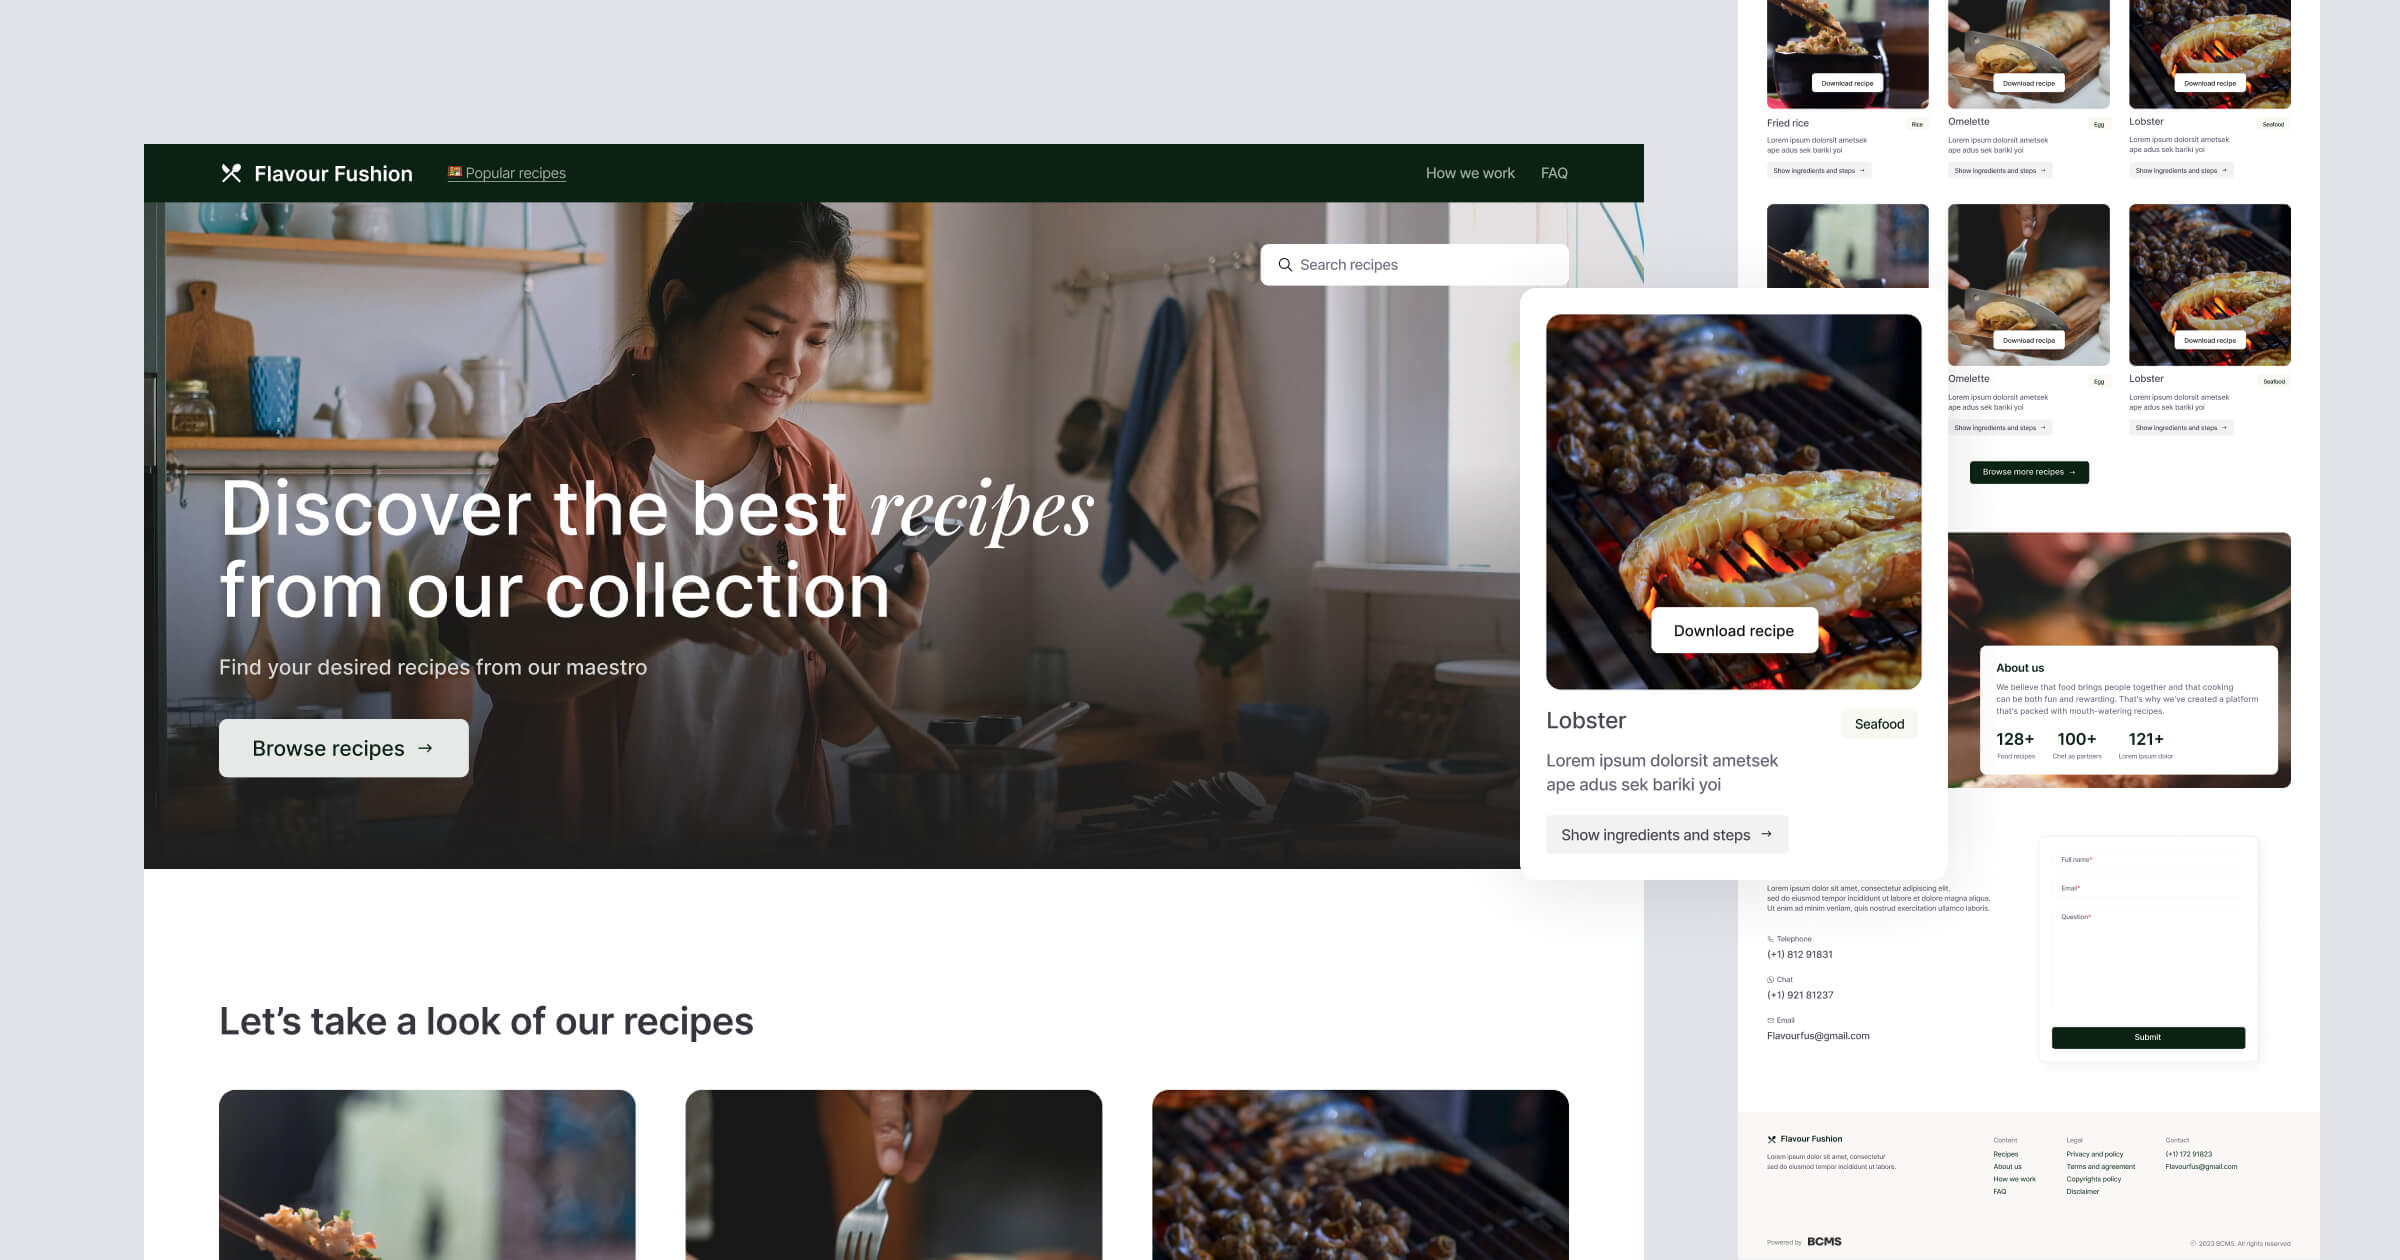 Flavour Fushion
Popular recipes
How we work
FAQ
Search recipes
Discover the best recipes
from our collection
Find your desired recipes from our maestro
Browse recipes →
Let's take a look of our recipes
Download recipe
Lobster
Seafood
Lorem ipsum dolorsit ametsek
ape adus sek bariki yoi
Show ingredients and steps →
Download recipe
Fried rice
Rice
Lorem ipsum dolorsit ametsek
ape adus sek bariki yoi
Show ingredients and steps →
Download recipe
Omelette
Egg
Lorem ipsum dolorsit ametsek
ape adus sek bariki yoi
Show ingredients and steps →
Download recipe
Lobster
Seafood
Lorem ipsum dolorsit ametsek
ape adus sek bariki yoi
Show ingredients and steps →
Download recipe
Omelette
Egg
Lorem ipsum dolorsit ametsek
ape adus sek bariki yoi
Show ingredients and steps →
Download recipe
Lobster
Seafood
Lorem ipsum dolorsit ametsek
ape adus sek bariki yoi
Show ingredients and steps →
Browse more recipes →
About us
We believe that food brings people together and that cooking
can be both fun and rewarding. That's why we've created a platform
that's packed with mouth-watering recipes.
128+
Food recipes
100+
Chef as partners
121+
Lorem ipsum dolor
Lorem ipsum dolor sit amet, consectetur adipiscing elit,
sed do eiusmod tempor incididunt ut labore et dolore magna aliqua.
Ut enim ad minim veniam, quis nostrud exercitation ullamco laboris.
Telephone
(+1) 812 91831
Chat
(+1) 921 81237
Email
Flavourfus@gmail.com
Full name*
Email*
Question*
Submit
Flavour Fushion
Lorem ipsum dolor sit amet, consectetur
sed do eiusmod tempor incididunt ut labore.
Content
Recipes
About us
How we work
FAQ
Legal
Privacy and policy
Terms and agreement
Copyrights policy
Disclaimer
Contact
(+1) 172 91823
Flavourfus@gmail.com
Powered by BCMS
© 2023 BCMS. All rights reserved